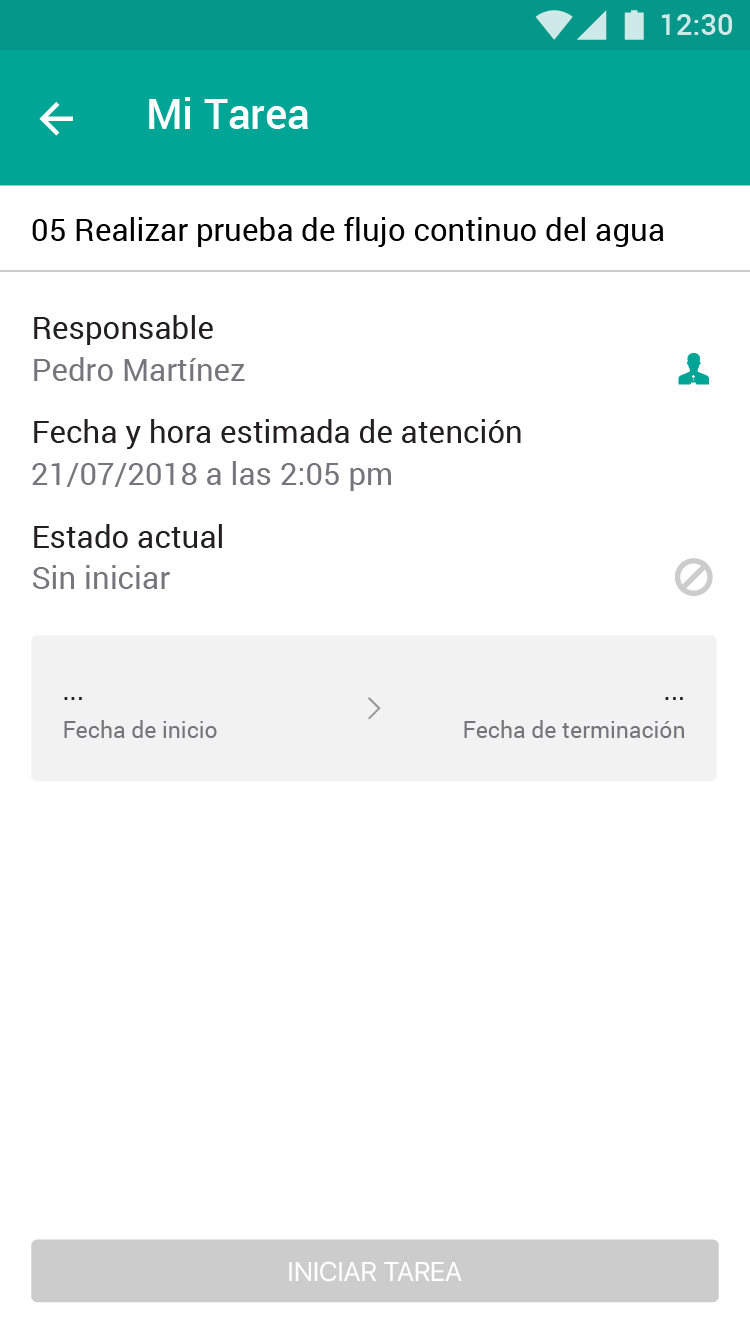 12:30
Mi Tarea
05 Realizar prueba de flujo continuo del agua
Responsable
Pedro Martínez
Fecha y hora estimada de atención
21/07/2018 a las 2:05 pm
Estado actual
Sin iniciar
... ...
Fecha de inicio Fecha de terminación
INICIAR TAREA